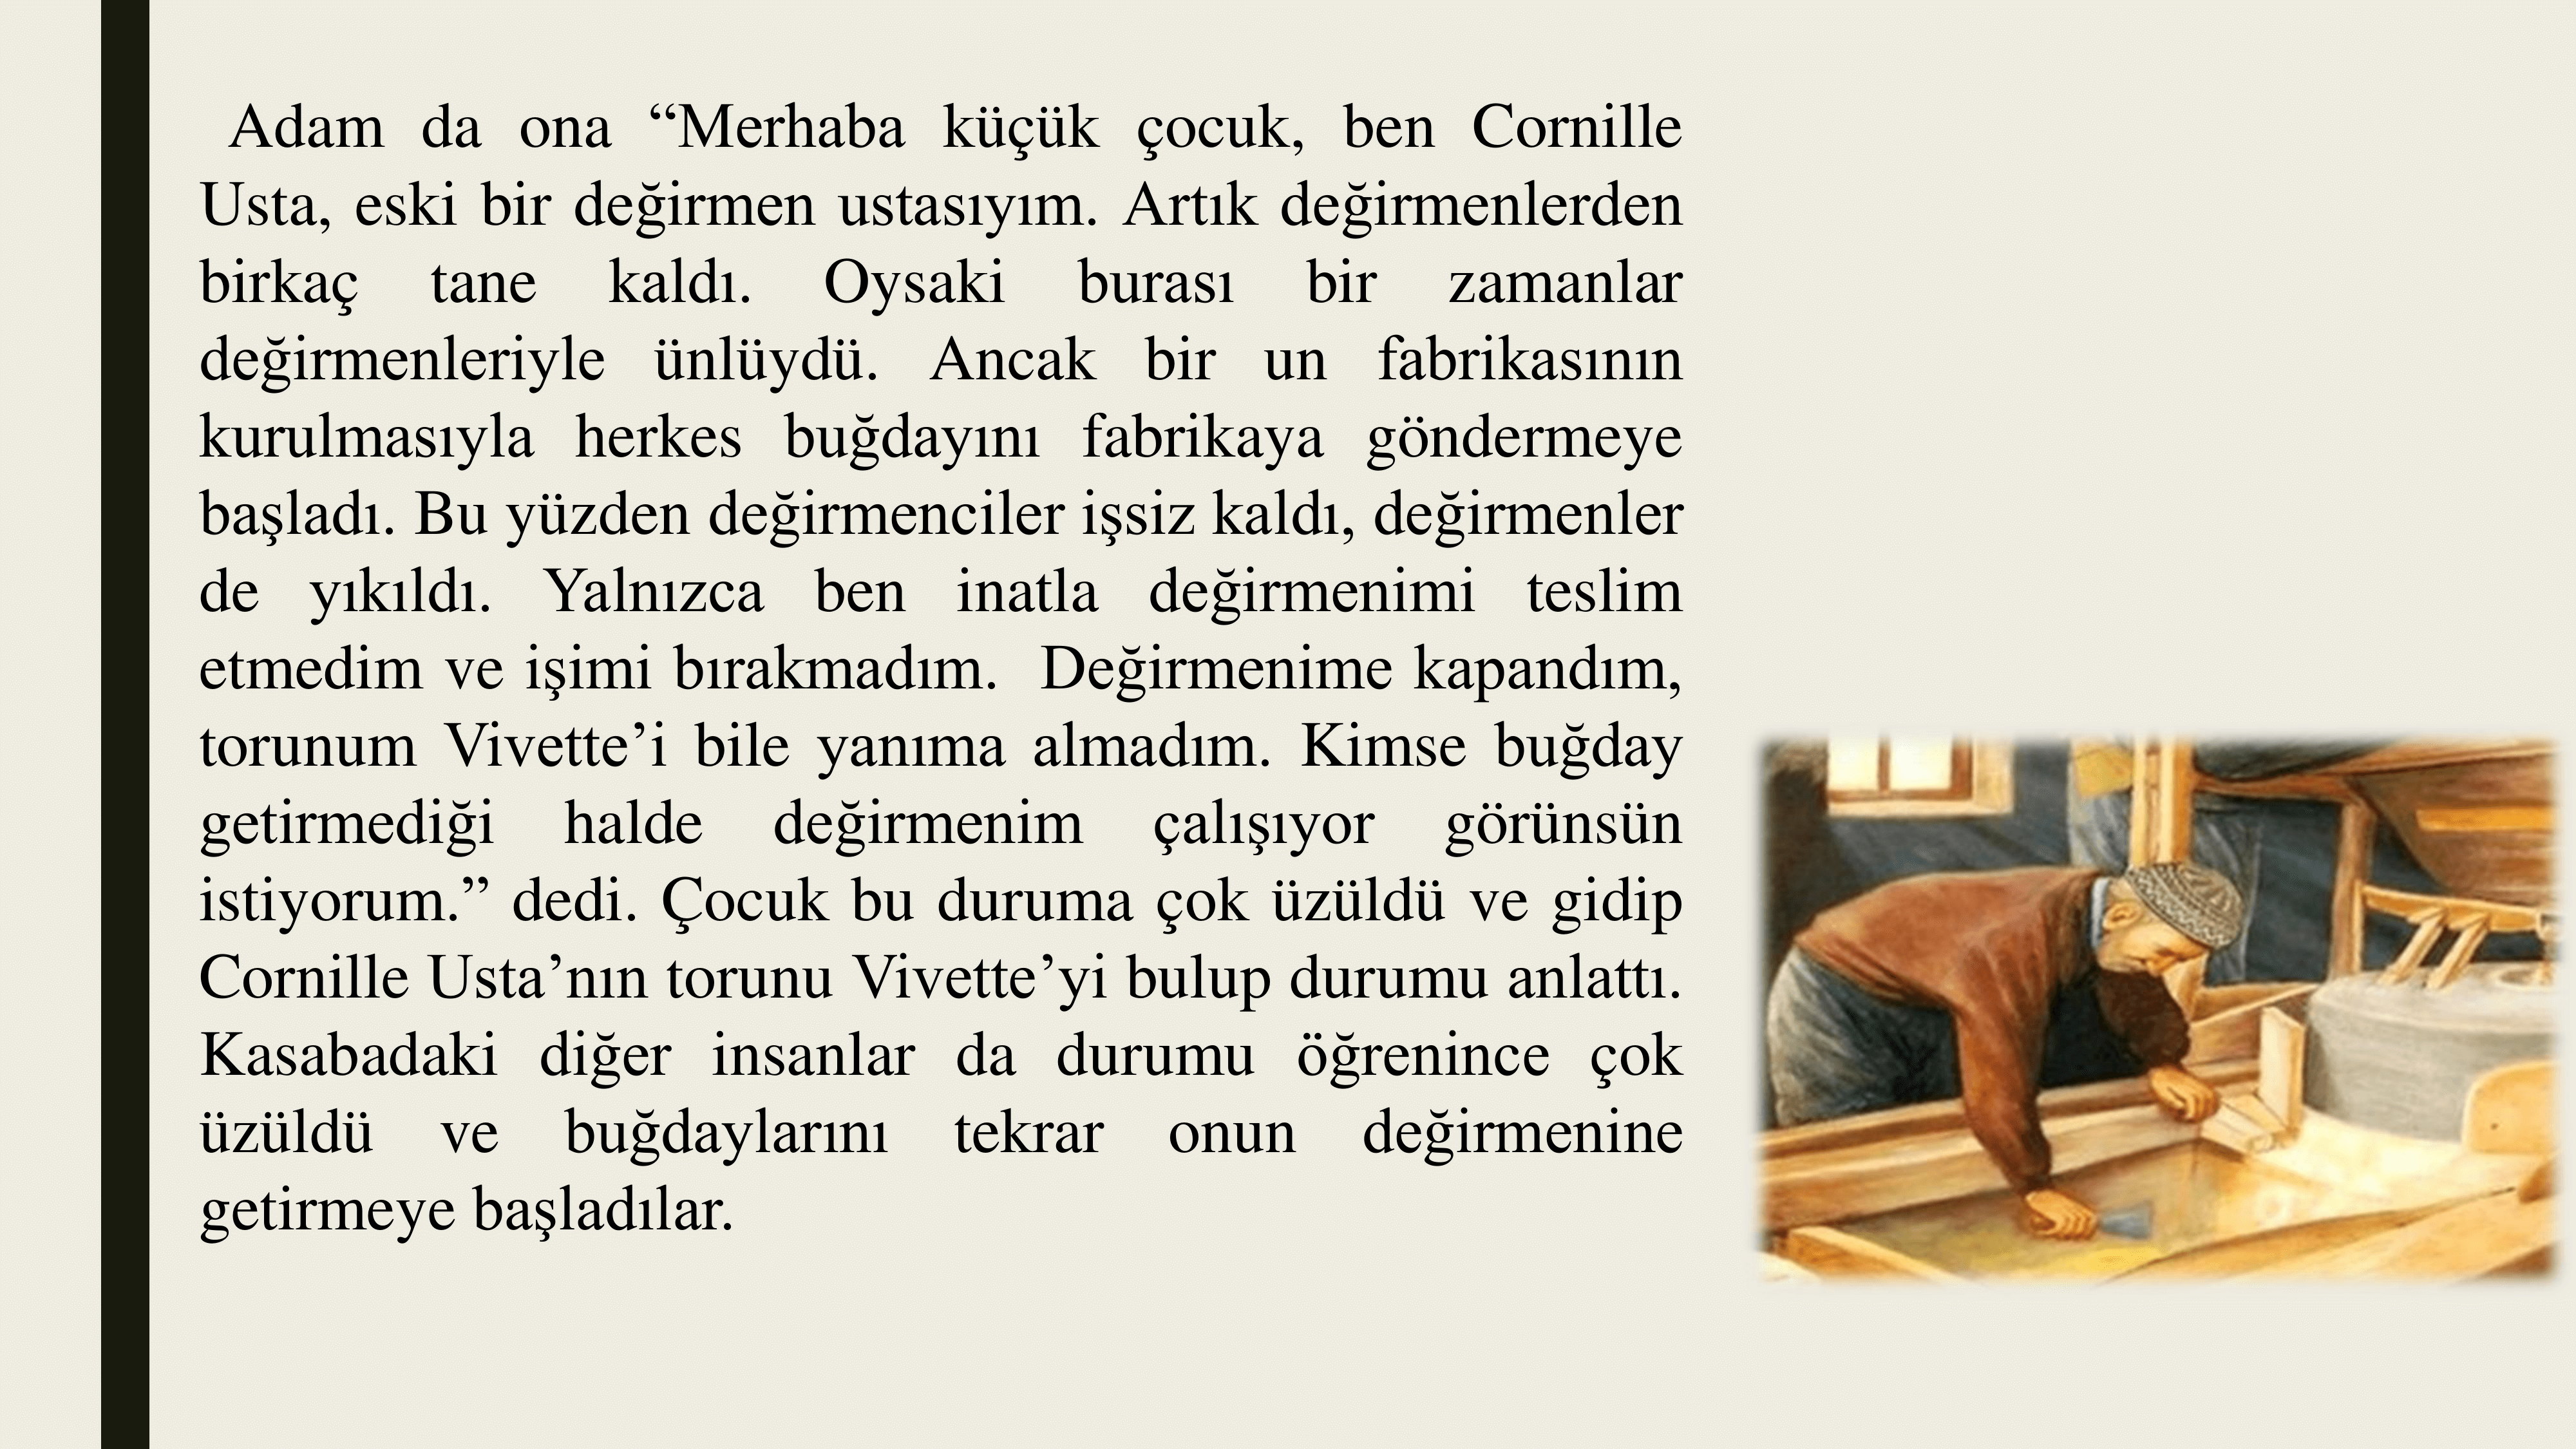 Adam da ona “Merhaba küçük çocuk, ben Cornille
Usta, eski bir değirmen ustasıyım. Artık değirmenlerden
birkaç tane kaldı. Oysaki burası bir zamanlar
değirmenleriyle ünlüydü. Ancak bir un fabrikasının
kurulmasıyla herkes buğdayını fabrikaya göndermeye
başladı. Bu yüzden değirmenciler işsiz kaldı, değirmenler
de yıkıldı. Yalnızca ben inatla değirmenimi teslim
etmedim ve işimi bırakmadım.  Değirmenime kapandım,
torunum Vivette’i bile yanıma almadım. Kimse buğday
getirmediği halde değirmenim çalışıyor görünsün
istiyorum.” dedi. Çocuk bu duruma çok üzüldü ve gidip
Cornille Usta’nın torunu Vivette’yi bulup durumu anlattı.
Kasabadaki diğer insanlar da durumu öğrenince çok
üzüldü ve buğdaylarını tekrar onun değirmenine
getirmeye başladılar.